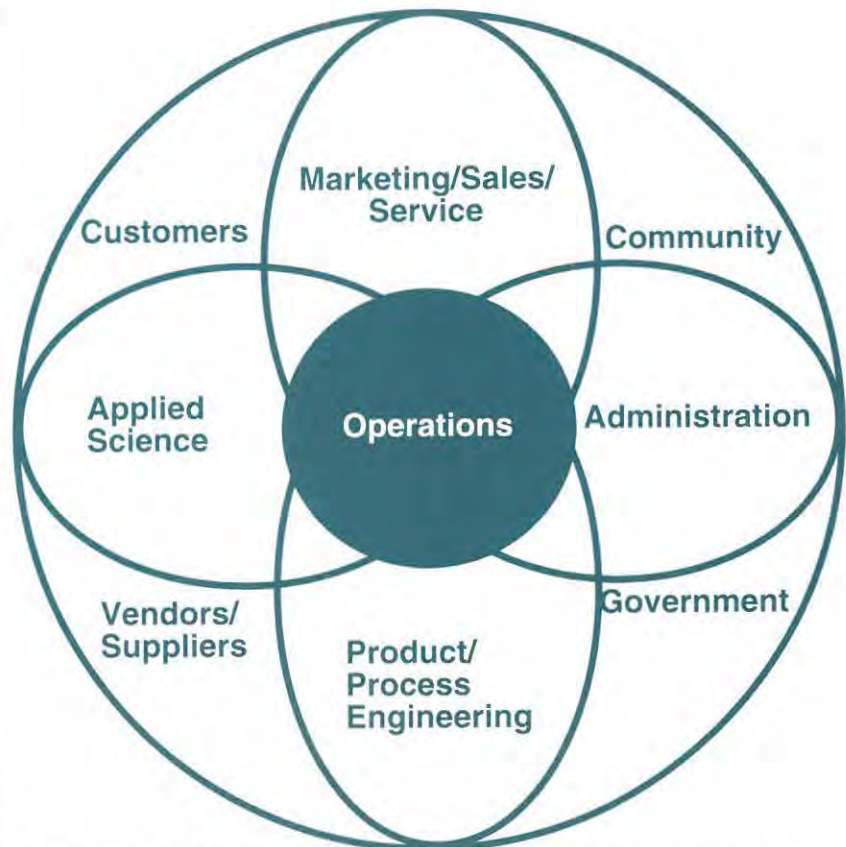 Marketing/Sales/
Service
Customers
Community
Applied
Science
Operations
Administration
Vendors/
Suppliers
Government
Product/
Process
Engineering